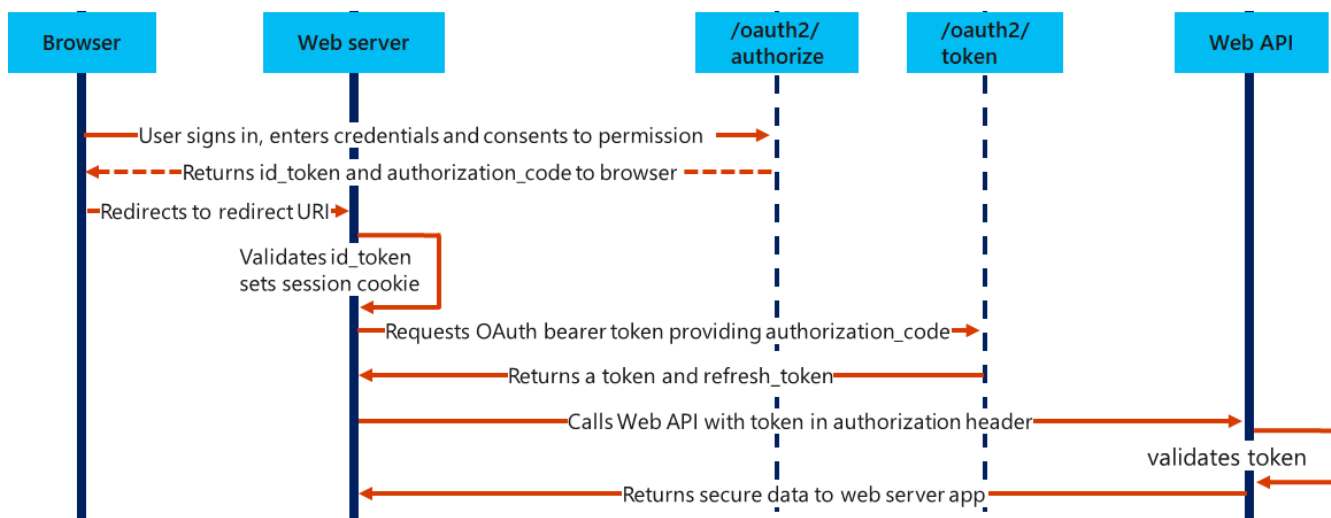 Browser
Web server
/oauth2/
authorize
/oauth2/
token
Web API
User signs in, enters credentials and consents to permission
Returns id_token and authorization_code to browser
Redirects to redirect URI
Validates id_token
sets session cookie
Requests OAuth bearer token providing authorization_code
Returns a token and refresh_token
Calls Web API with token in authorization header
validates token
Returns secure data to web server app